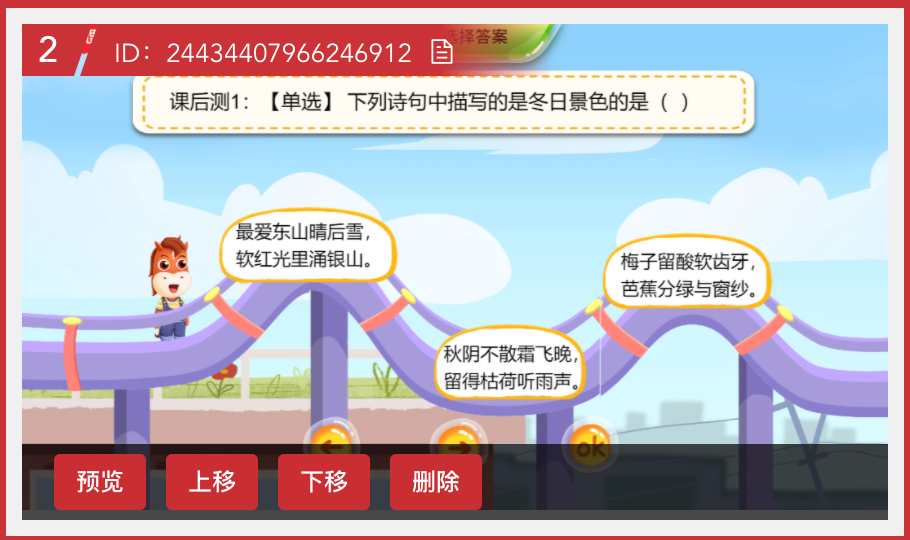 选择答案
2
ID：24434407966246912
课后测1：【单选】下列诗句中描写的是冬日景色的是（ ）
最爱东山晴后雪，
软红光里涌银山。
梅子留酸软齿牙，
芭蕉分绿与窗纱。
秋阴不散霜飞晚，
留得枯荷听雨声。
ok
预览
上移
下移
删除